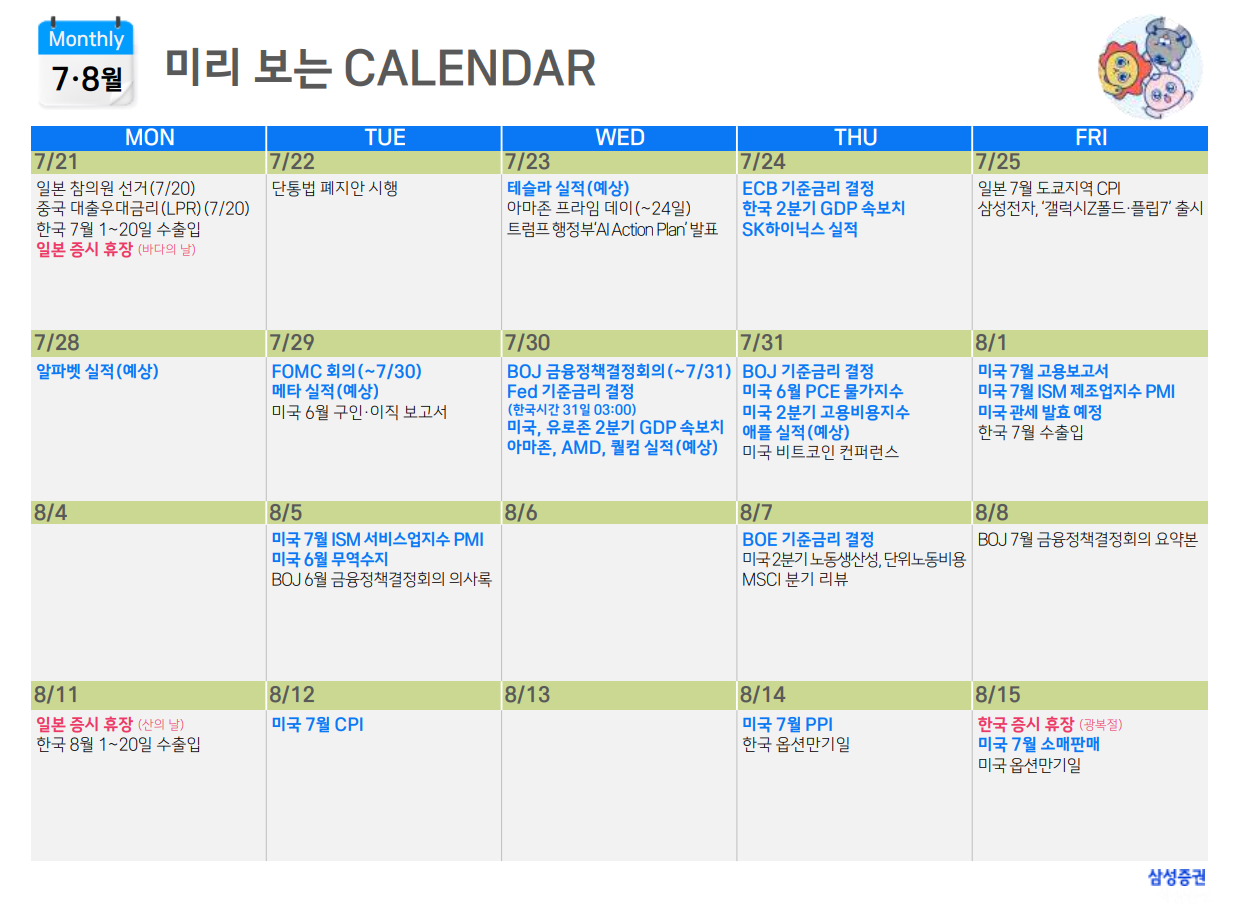 Monthly
7·8월
미리 보는 CALENDAR
MON
TUE
WED
THU
FRI
7/21
일본 참의원 선거(7/20)
중국 대출우대금리(LPR)(7/20)
한국 7월 1~20일 수출입
일본 증시 휴장 (바다의 날)
7/22
단통법 폐지안 시행
7/23
테슬라 실적(예상)
아마존 프라임 데이(~24일)
트럼프 행정부‘AI Action Plan’ 발표
7/24
ECB 기준금리 결정
한국 2분기 GDP 속보치
SK하이닉스 실적
7/25
일본 7월 도쿄지역 CPI
삼성전자, ‘갤럭시Z폴드·플립7’ 출시
7/28
알파벳 실적(예상)
7/29
FOMC 회의(~7/30)
메타 실적(예상)
미국 6월 구인·이직 보고서
7/30
BOJ 금융정책결정회의(~7/31)
Fed 기준금리 결정
(한국시간 31일 03:00)
미국, 유로존 2분기 GDP 속보치
아마존, AMD, 퀄컴 실적(예상)
7/31
BOJ 기준금리 결정
미국 6월 PCE 물가지수
미국 2분기 고용비용지수
애플 실적(예상)
미국 비트코인 컨퍼런스
8/1
미국 7월 고용보고서
미국 7월 ISM 제조업지수 PMI
미국 관세 발효 예정
한국 7월 수출입
8/4
8/5
미국 7월 ISM 서비스업지수 PMI
미국 6월 무역수지
BOJ 6월 금융정책결정회의 의사록
8/6
8/7
BOE 기준금리 결정
미국 2분기 노동생산성, 단위노동비용
MSCI 분기 리뷰
8/8
BOJ 7월 금융정책결정회의 요약본
8/11
일본 증시 휴장 (산의 날)
한국 8월 1~20일 수출입
8/12
미국 7월 CPI
8/13
8/14
미국 7월 PPI
한국 옵션만기일
8/15
한국 증시 휴장 (광복절)
미국 7월 소매판매
미국 옵션만기일
삼성증권